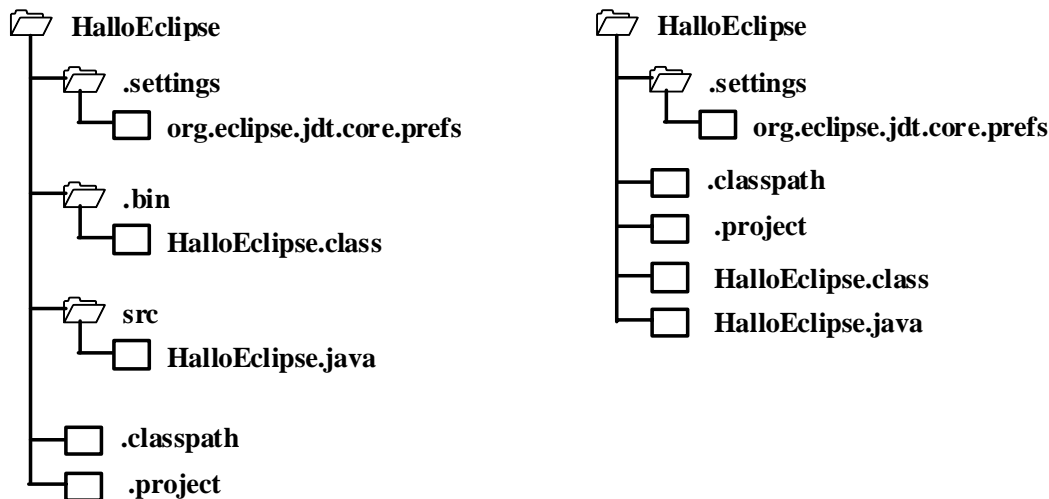 HalloEclipse
.settings
org.eclipse.jdt.core.prefs
.bin
HalloEclipse.class
src
HalloEclipse.java
.classpath
.project
HalloEclipse
.settings
org.eclipse.jdt.core.prefs
.classpath
.project
HalloEclipse.class
HalloEclipse.java